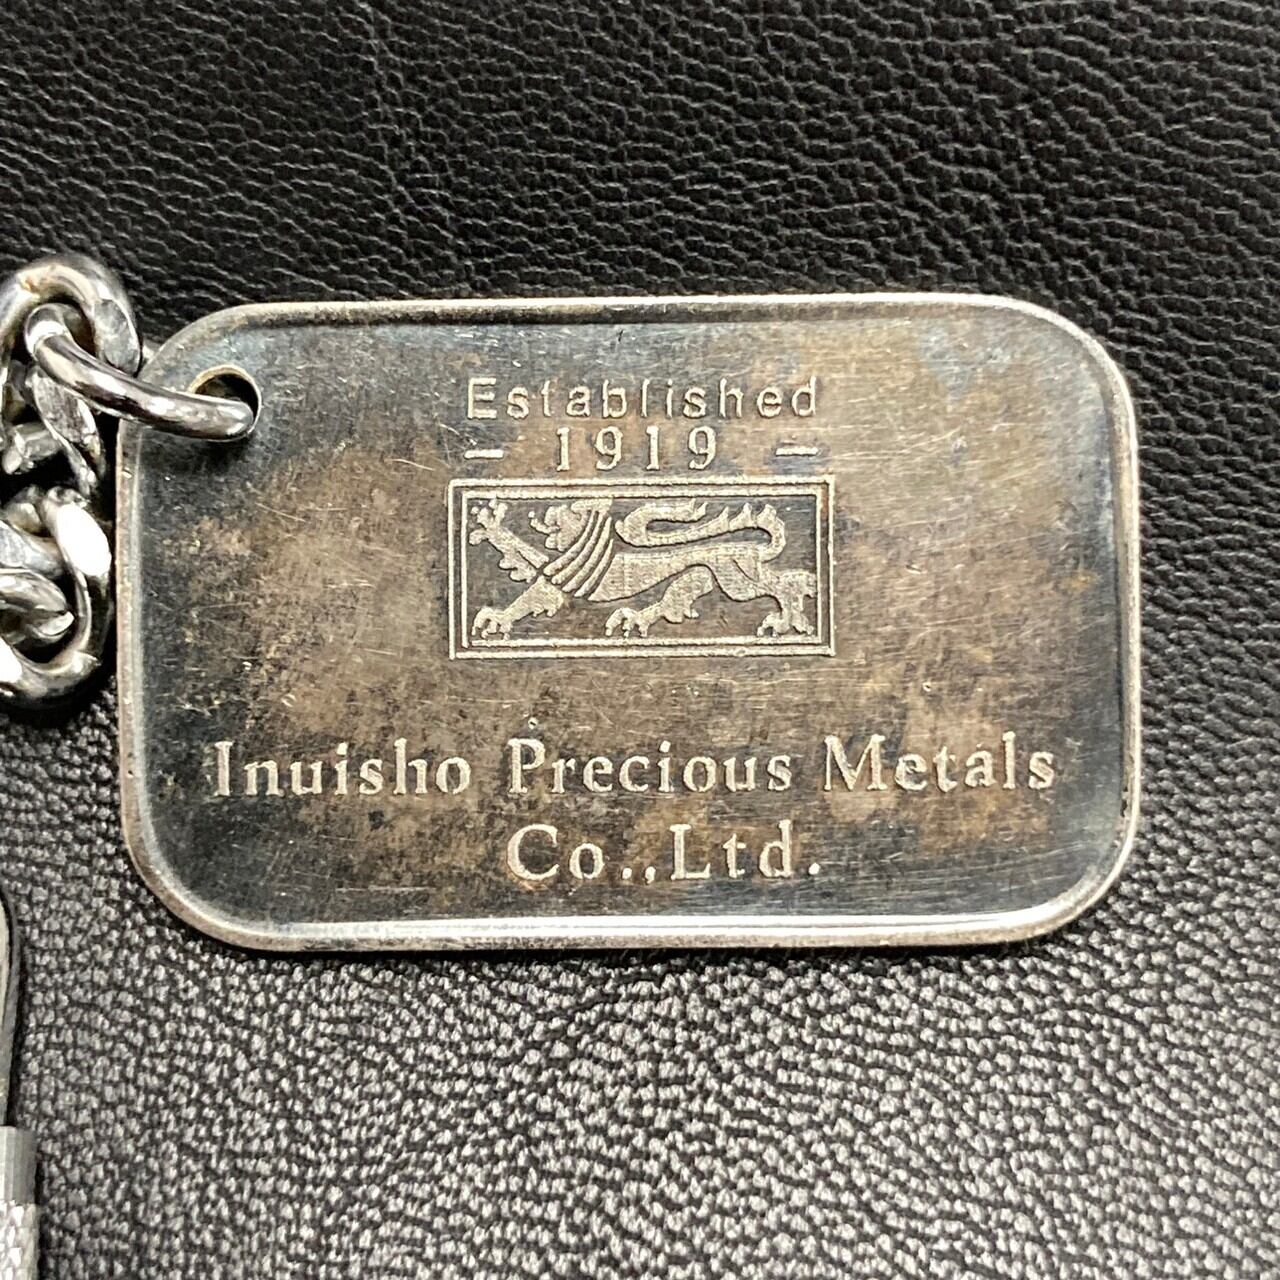 Established
- 1919 -
Inuisho Precious Metals
Co.,Ltd.